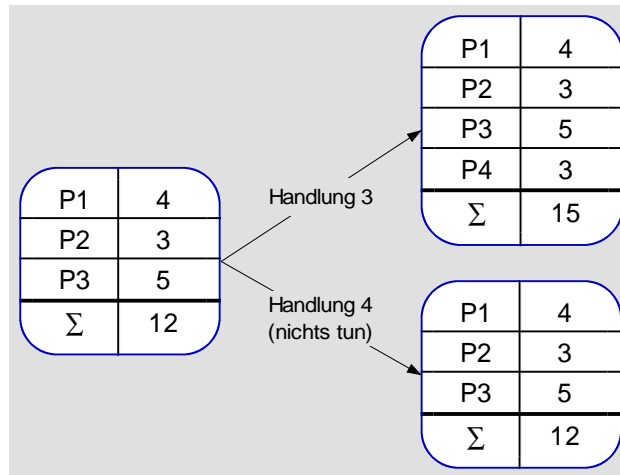 P1 4
P2 3
P3 5
Σ 12
Handlung 3
Handlung 4
(nichts tun)
P1 4
P2 3
P3 5
P4 3
Σ 15
P1 4
P2 3
P3 5
Σ 12